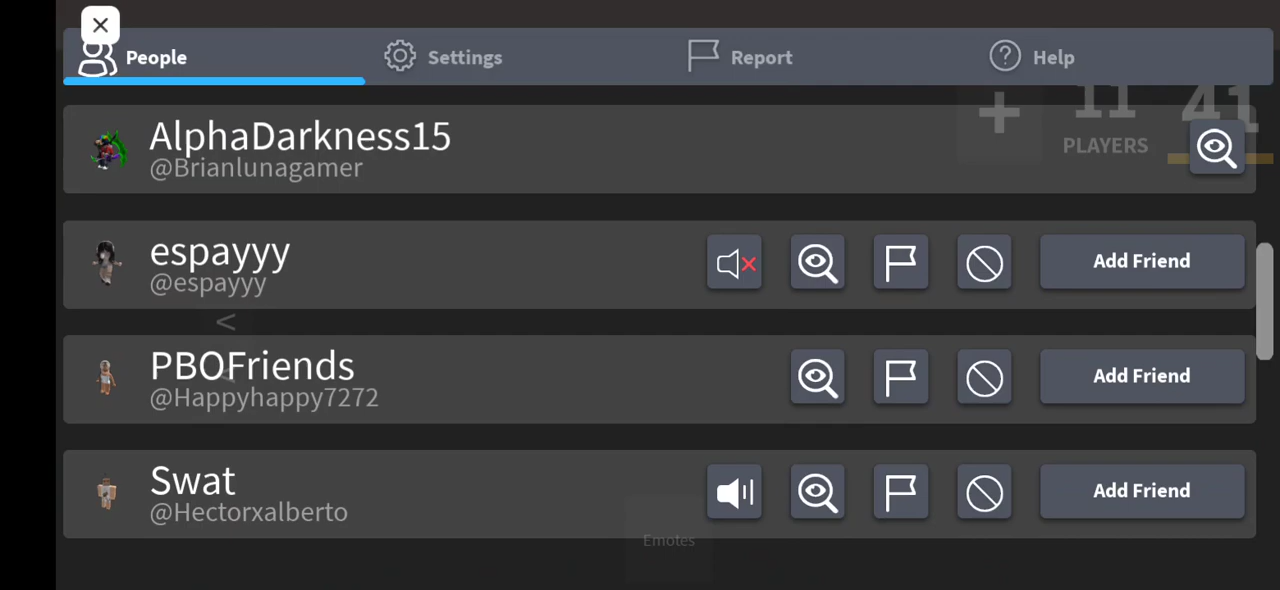 People
Settings
Report
Help
11
41
PLAYERS
AlphaDarkness15
@Brianlunagamer
espayyy
@espayyy
Add Friend
PBOFriends
@Happyhappy7272
Add Friend
Swat
@Hectorxalberto
Add Friend
Emotes